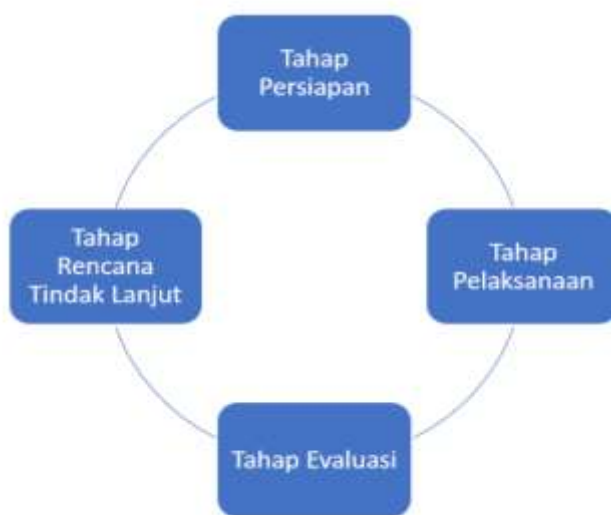 Tahap
Persiapan
Tahap
Pelaksanaan
Tahap Evaluasi
Tahap
Rencana
Tindak Lanjut